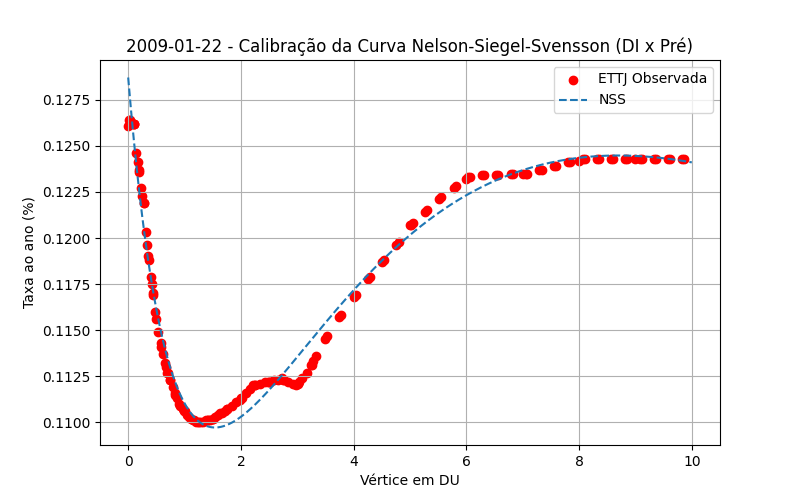 2009-01-22 - Calibração da Curva Nelson-Siegel-Svensson (DI x Pré)
ETTJ Observada
NSS
Taxa ao ano (%)
0.1275
0.1250
0.1225
0.1200
0.1175
0.1150
0.1125
0.1100
0 2 4 6 8 10
Vértice em DU